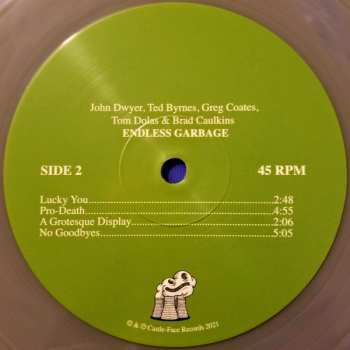 John Dwyer, Ted Byrnes, Greg Coates,
Tom Dolas & Brad Caulkins
ENDLESS GARBAGE
SIDE 2 45 RPM
Lucky You 2:48
Pro-Death 4:55
A Grotesque Display 2:06
No Goodbyes 5:05
© & ℗ Castle-Face Records 2021